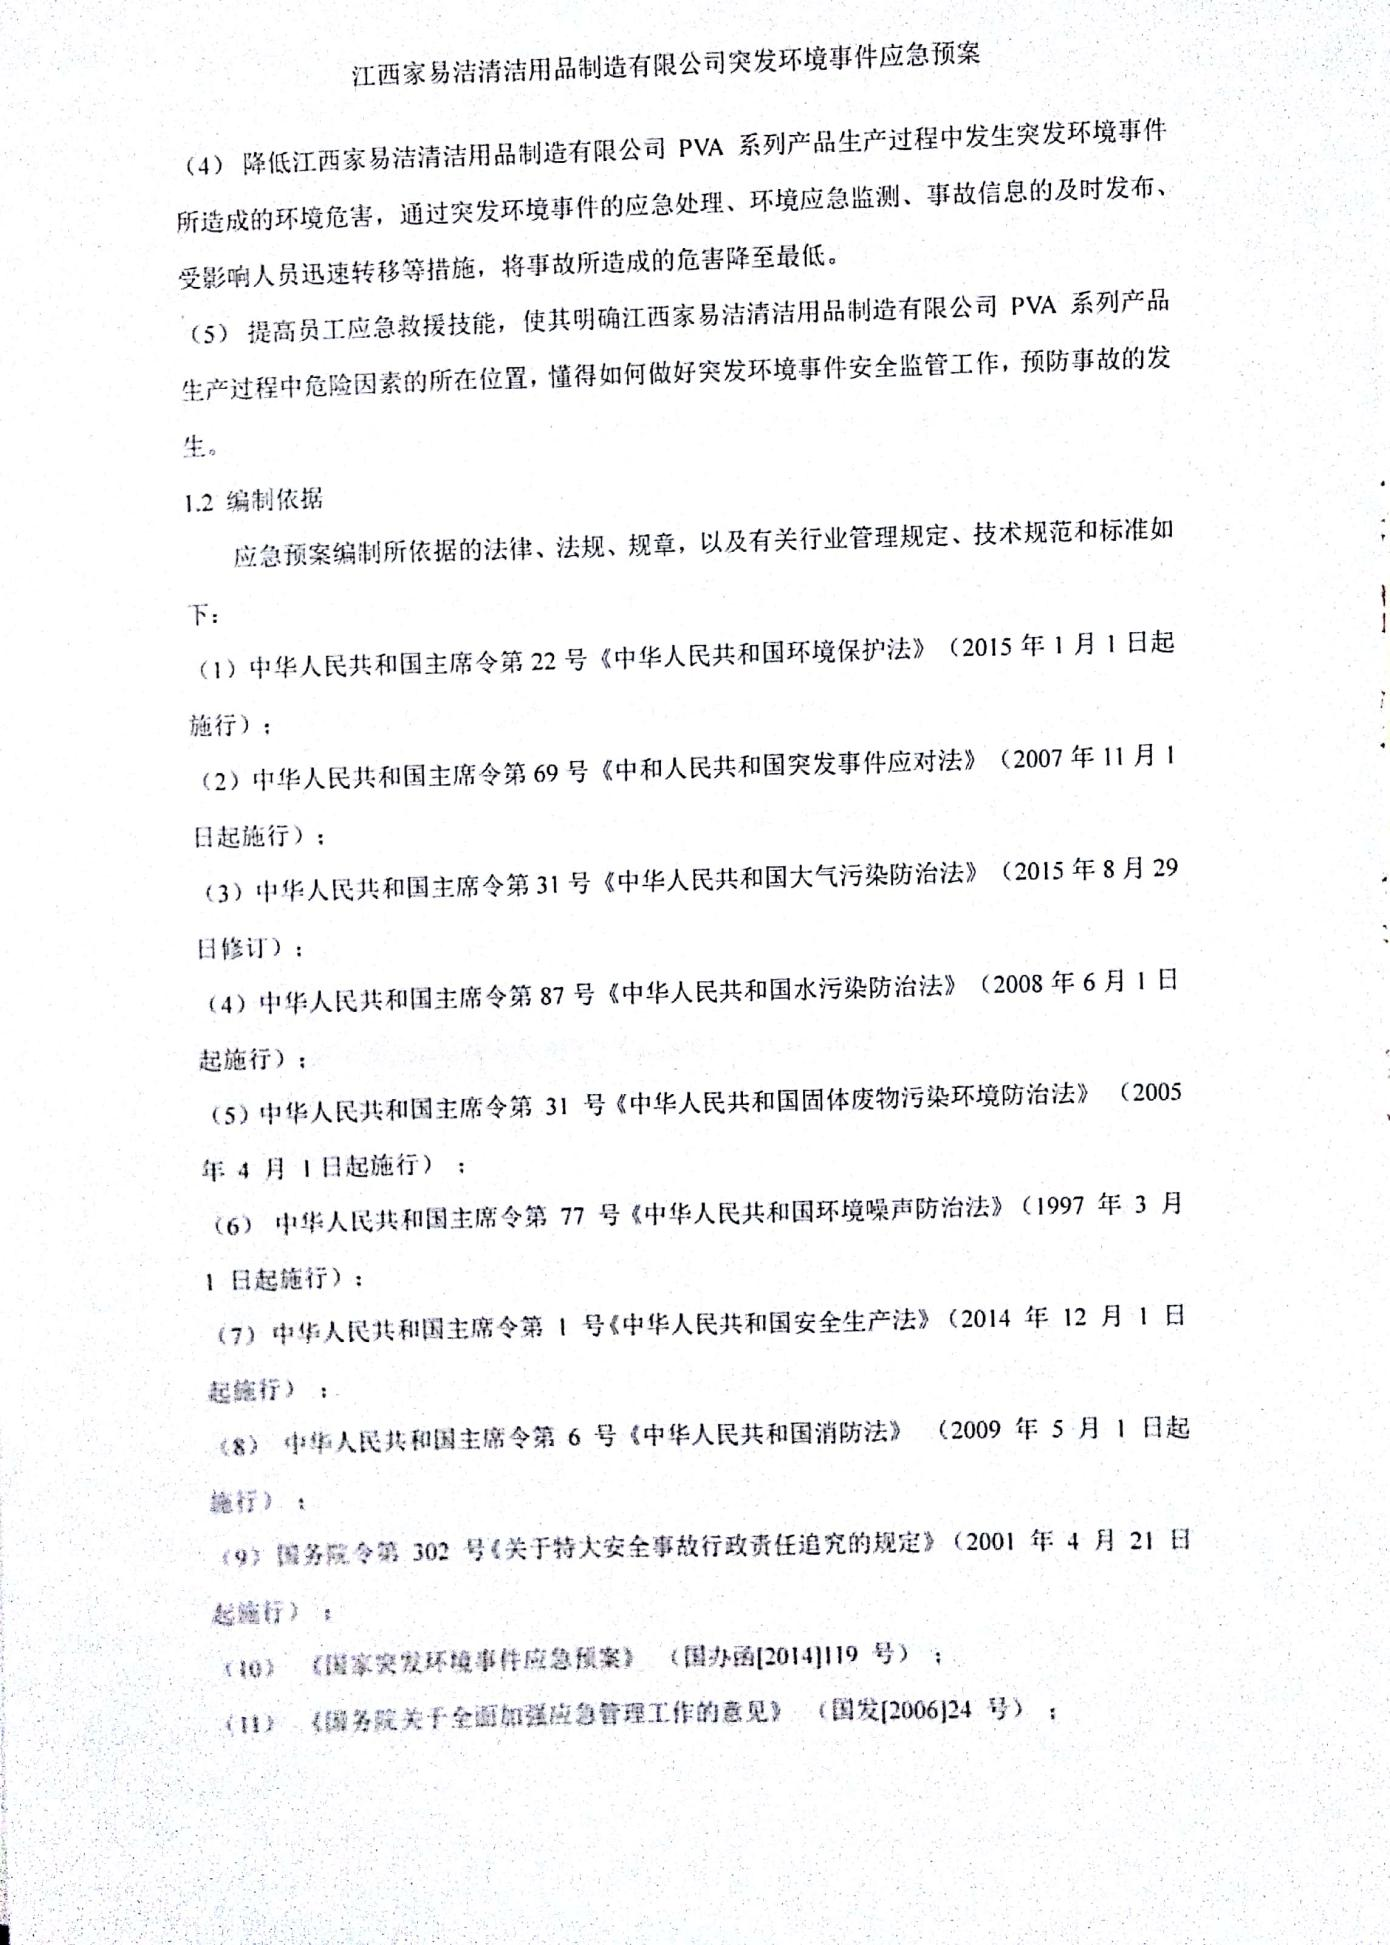 江西家易洁清洁用品制造有限公司突发环境事件应急预案
（4） 降低江西家易洁清洁用品制造有限公司 PVA 系列产品生产过程中发生突发环境事件
所造成的环境危害，通过突发环境事件的应急处理、环境应急监测、事故信息的及时发布、
受影响人员迅速转移等措施，将事故所造成的危害降至最低。
（5） 提高员工应急救援技能，使其明确江西家易洁清洁用品制造有限公司 PVA 系列产品
生产过程中危险因素的所在位置，懂得如何做好突发环境事件安全监管工作，预防事故的发
生。
1.2 编制依据
应急预案编制所依据的法律、法规、规章，以及有关行业管理规定、技术规范和标准如
下：
（1）中华人民共和国主席令第 22 号《中华人民共和国环境保护法》（2015 年 1 月 1 日起
施行）；
（2）中华人民共和国主席令第 69 号《中和人民共和国突发事件应对法》（2007 年 11 月 1
日起施行）；
（3）中华人民共和国主席令第 31 号《中华人民共和国大气污染防治法》（2015 年 8 月 29
日修订）；
（4）中华人民共和国主席令第 87 号《中华人民共和国水污染防治法》（2008 年 6 月 1 日
起施行）；
（5）中华人民共和国主席令第 31 号《中华人民共和国固体废物污染环境防治法》 （2005
年 4 月 1 日起施行） ；
（6） 中华人民共和国主席令第 77 号《中华人民共和国环境噪声防治法》（1997 年 3 月
1 日起施行）；
（7）中华人民共和国主席令第 1 号《中华人民共和国安全生产法》（2014 年 12 月 1 日
起施行） ；
（8） 中华人民共和国主席令第 6 号《中华人民共和国消防法》 （2009 年 5 月 1 日起
施行） ；
（9）国务院令第 302 号《关于特大安全事故行政责任追究的规定》（2001 年 4 月 21 日
起施行） ；
（10） 《国家突发环境事件应急预案》 （国办函[2014]119 号） ；
（11） 《国务院关于全面加强应急管理工作的意见》 （国发[2006]24 号） ；